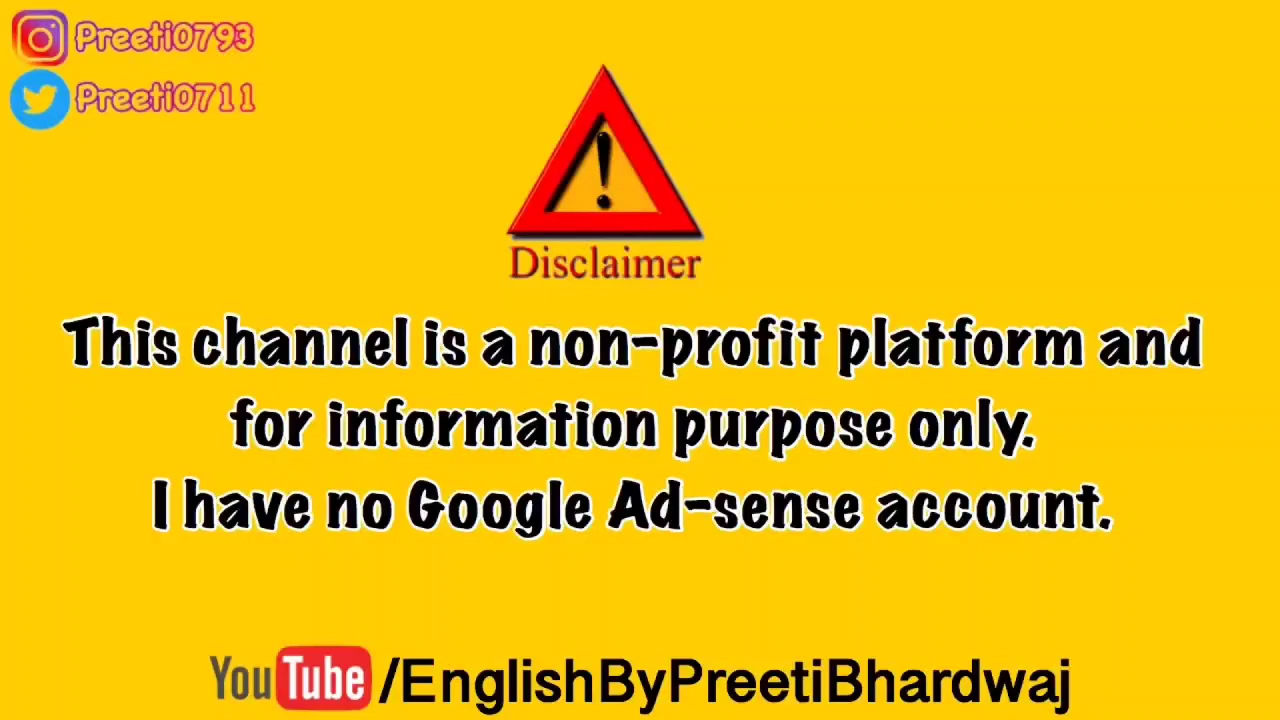 Preeti0793
Preeti0711
!
Disclaimer
This channel is a non-profit platform and
for information purpose only.
I have no Google Ad-sense account.
YouTube/EnglishByPreetiBhardwaj